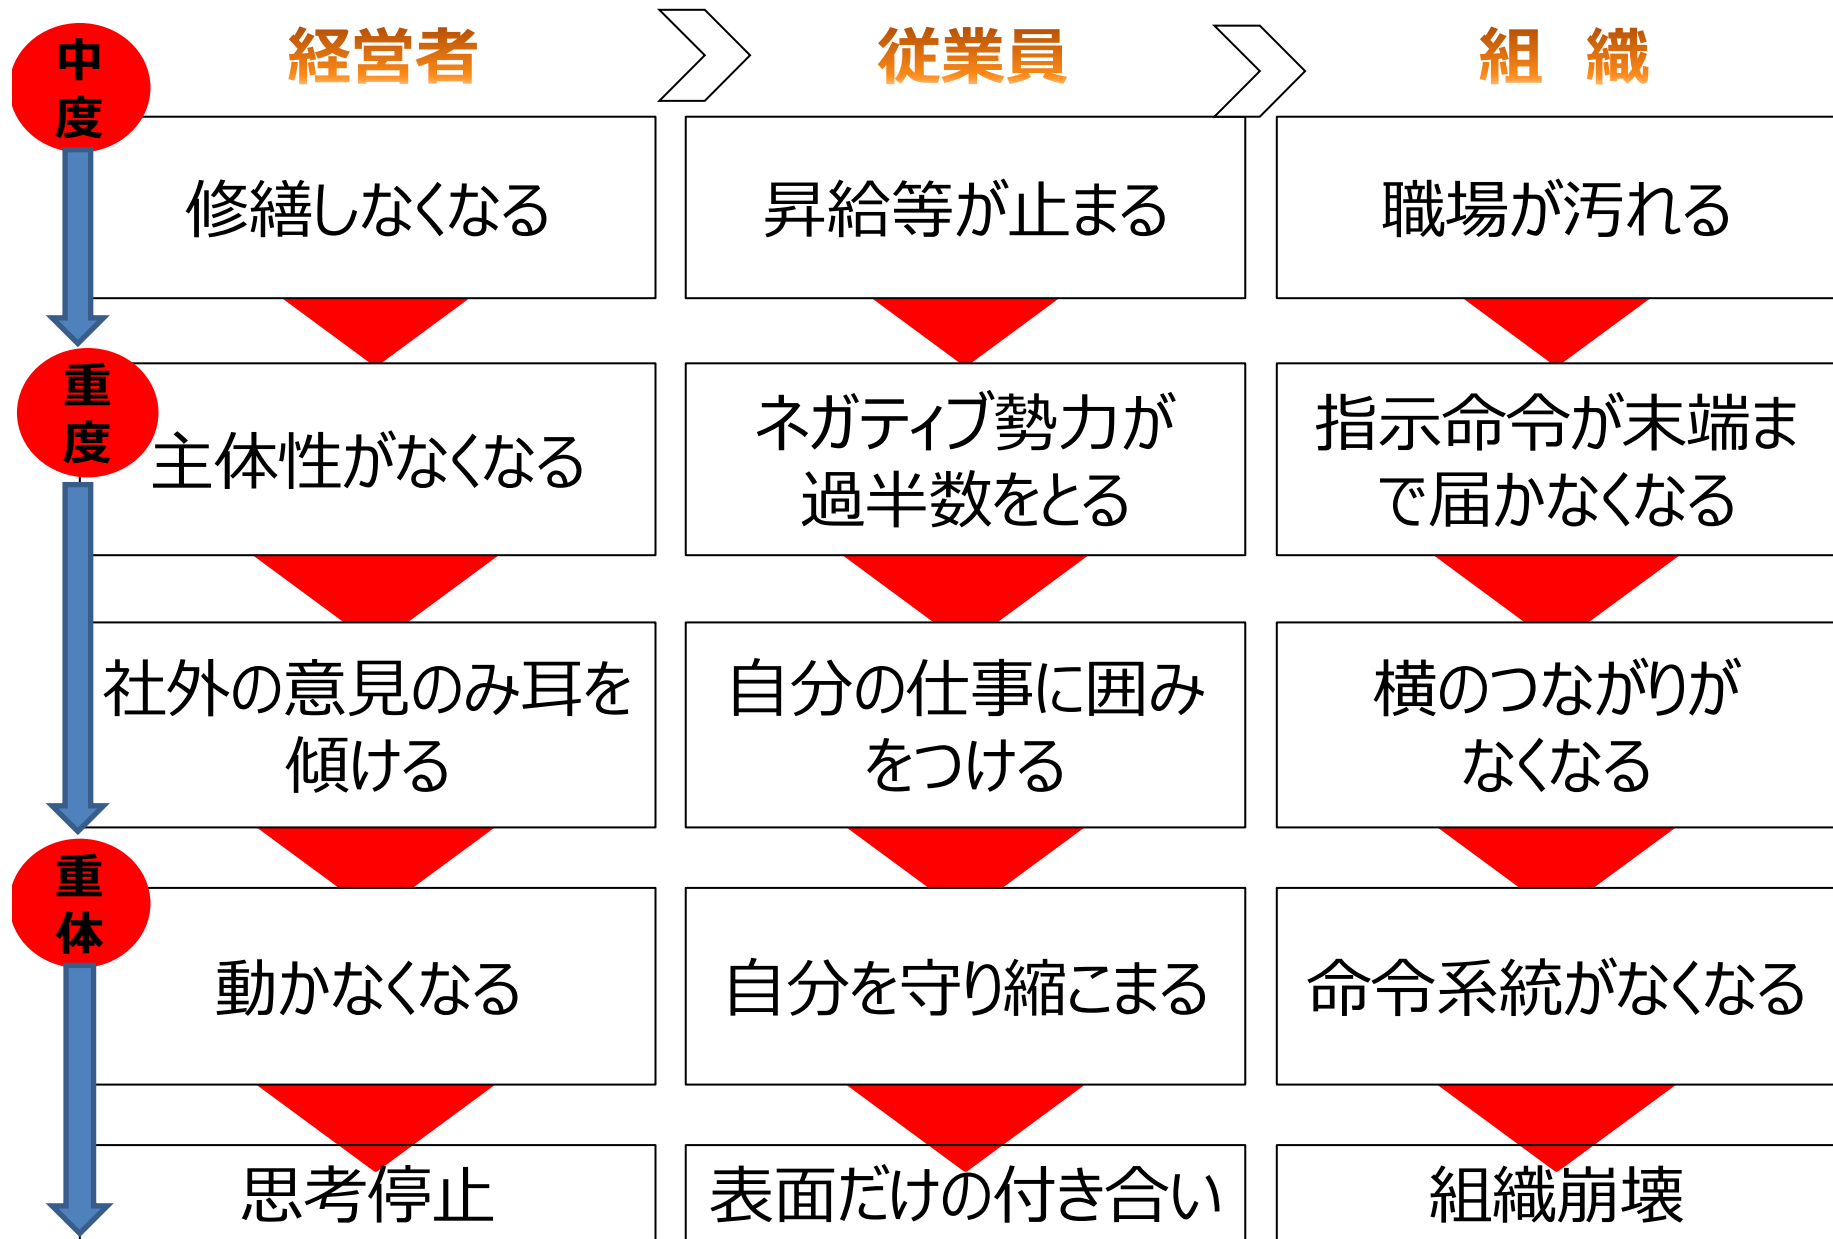 経営者
従業員
組　織
中
度
修繕しなくなる
昇給等が止まる
職場が汚れる
重
度
主体性がなくなる
ネガティブ勢力が
過半数をとる
指示命令が末端ま
で届かなくなる
社外の意見のみ耳を
傾ける
自分の仕事に囲み
をつける
横のつながりが
なくなる
重
体
動かなくなる
自分を守り縮こまる
命令系統がなくなる
思考停止
表面だけの付き合い
組織崩壊